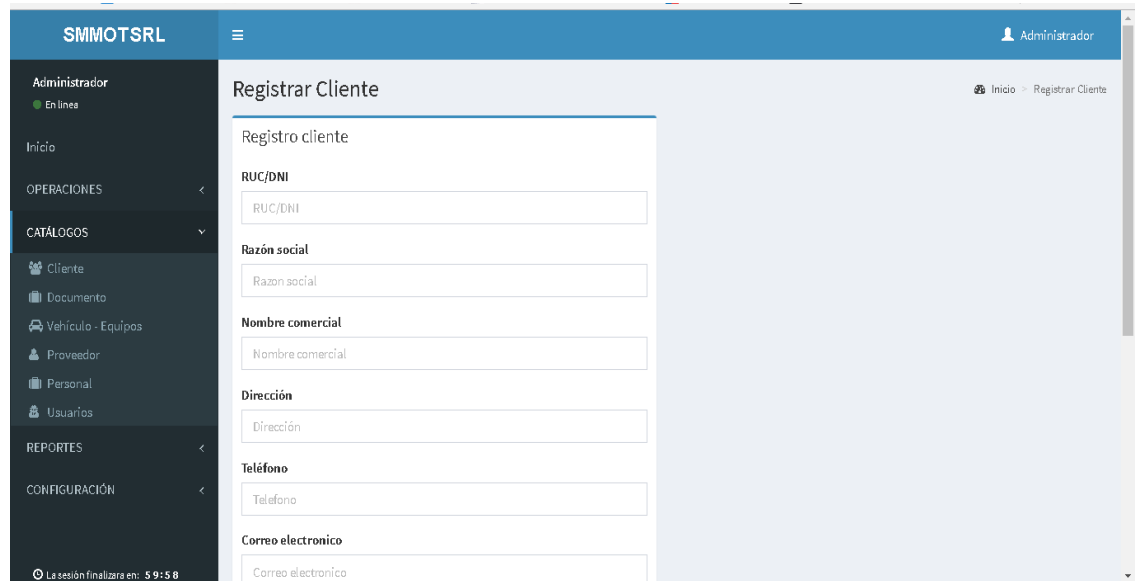 SMMOTSRL
Administrador
Administrador
En linea
Inicio
OPERACIONES
CATÁLOGOS
Cliente
Documento
Vehículo - Equipos
Proveedor
Personal
Usuarios
REPORTES
CONFIGURACIÓN
La sesión finalizara en: 59:58
Registrar Cliente
Inicio > Registrar Cliente
Registro cliente
RUC/DNI
RUC/DNI
Razón social
Razon social
Nombre comercial
Nombre comercial
Dirección
Dirección
Teléfono
Telefono
Correo electronico
Correo electronico